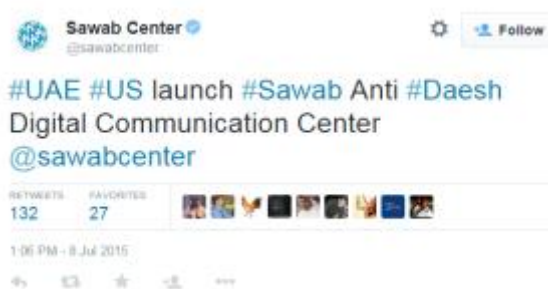 Sawab Center
@sawabcenter
Follow
#UAE #US launch #Sawab Anti #Daesh
Digital Communication Center
@sawabcenter
RETWEETS FAVORITES
132 27
1:06 PM - 8 Jul 2015